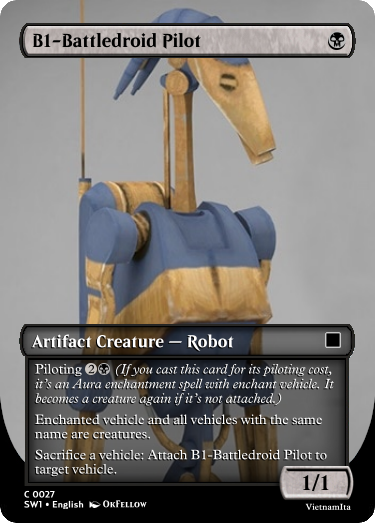 B1-Battledroid Pilot
Artifact Creature — Robot
Piloting 2 (If you cast this card for its piloting cost,
it's an Aura enchantment spell with enchant vehicle. It
becomes a creature again if it's not attached.)
Enchanted vehicle and all vehicles with the same
name are creatures.
Sacrifice a vehicle: Attach B1-Battledroid Pilot to
target vehicle.
1/1
C 0027
SW1 • English OKFELLOW
VietnamIta